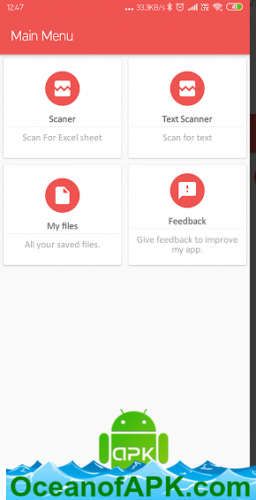 12:47 ... 33.3KB/s 41
Main Menu
Scaner
Scan For Excel sheet
Text Scanner
Scan for text
My files
All your saved files.
Feedback
Give feedback to improve
my app.
APK
OceanofAPK.com